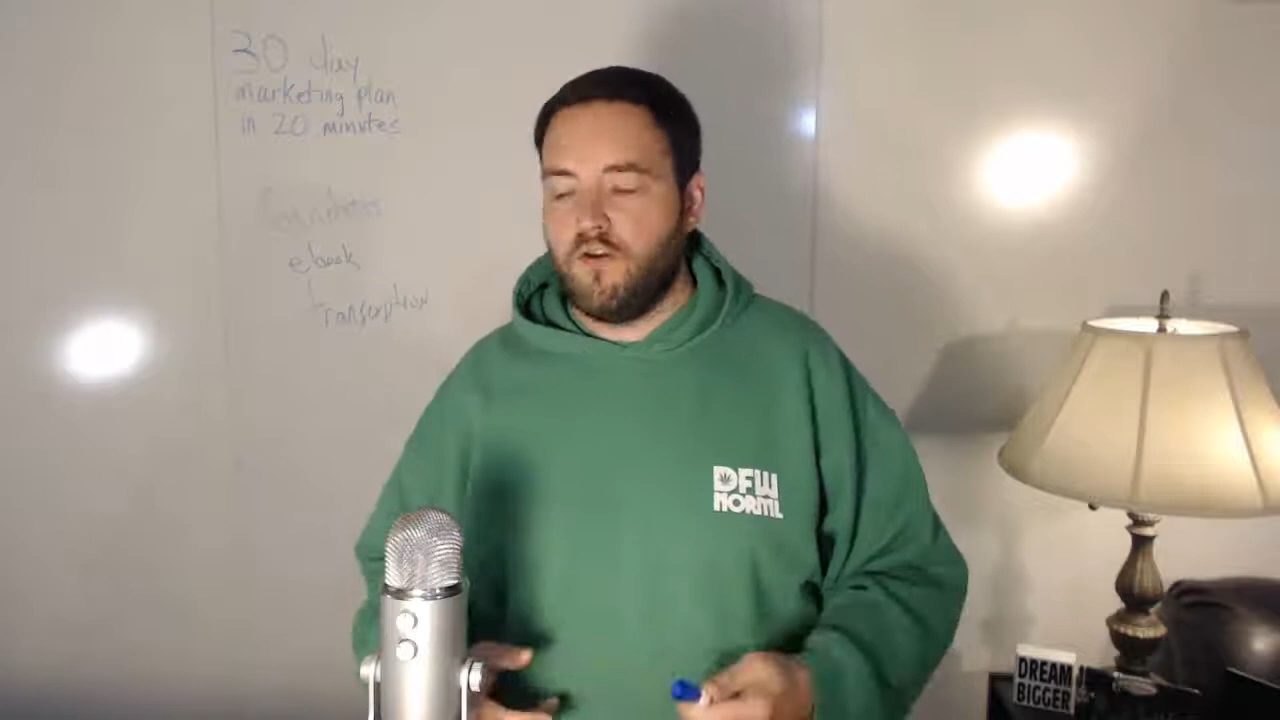 30 day
marketing plan
in 20 minutes
ebook
Transcription
DFW
NORML
DREAM
BIGGER